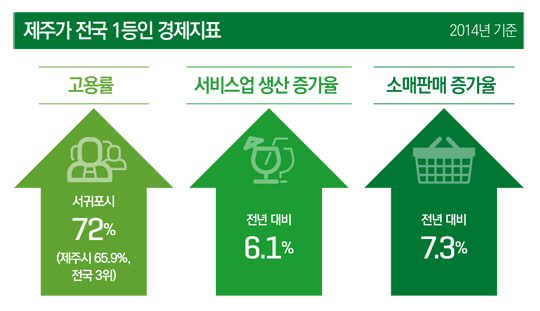 제주가 전국 1등인 경제지표
2014년 기준
고용률
서비스업 생산 증가율
소매판매 증가율
서귀포시
72%
(제주시 65.9%,
전국 3위)
전년 대비
6.1%
전년 대비
7.3%